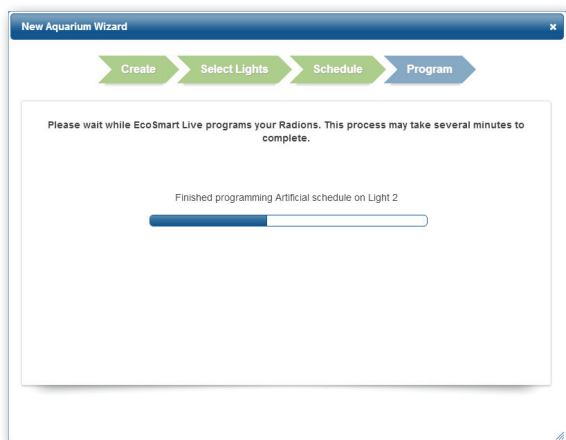 New Aquarium Wizard
Create
Select Lights
Schedule
Program
Please wait while EcoSmart Live programs your Radions. This process may take several minutes to
complete.
Finished programming Artificial schedule on Light 2